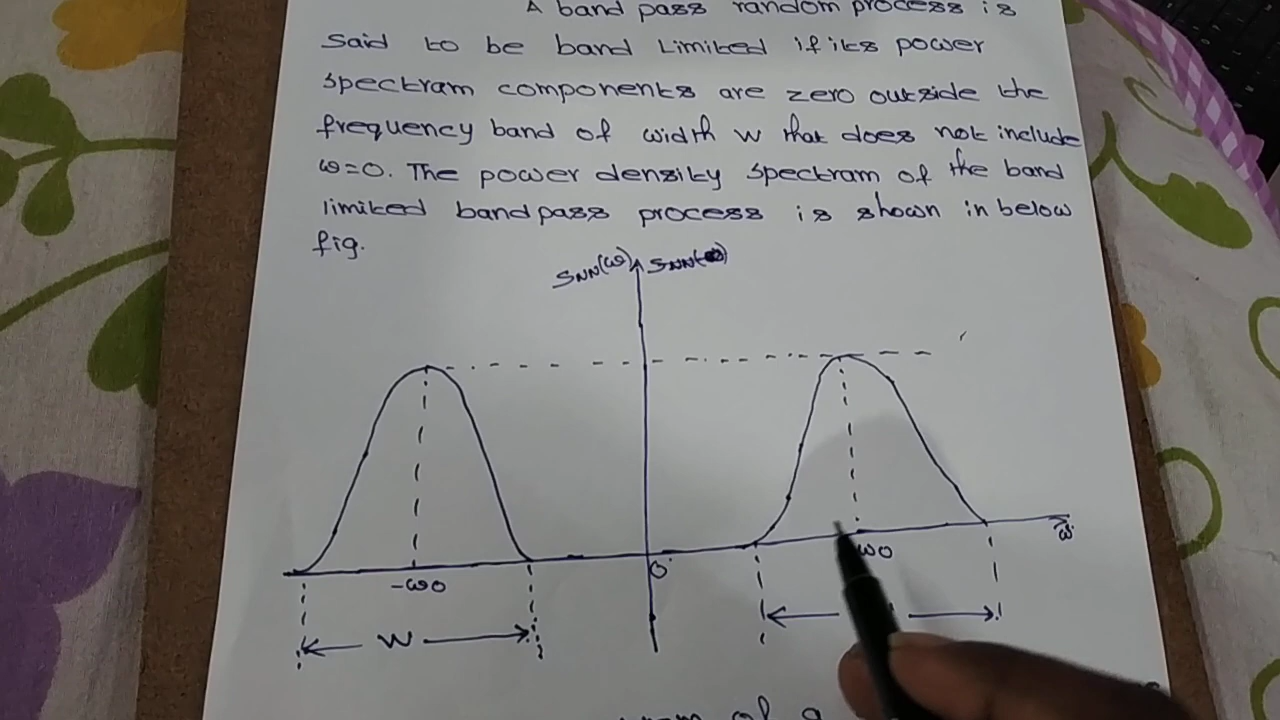 A band pass random process is
said to be band Limited if its power
spectram components are zero outside the
frequency band of width W that does not include
ω=0. The power density spectram of the band
limited bandpass process is shown in below
fig.
SNN(ω) SNN(ω)
0
-ω0 ω0
ω
W
of a